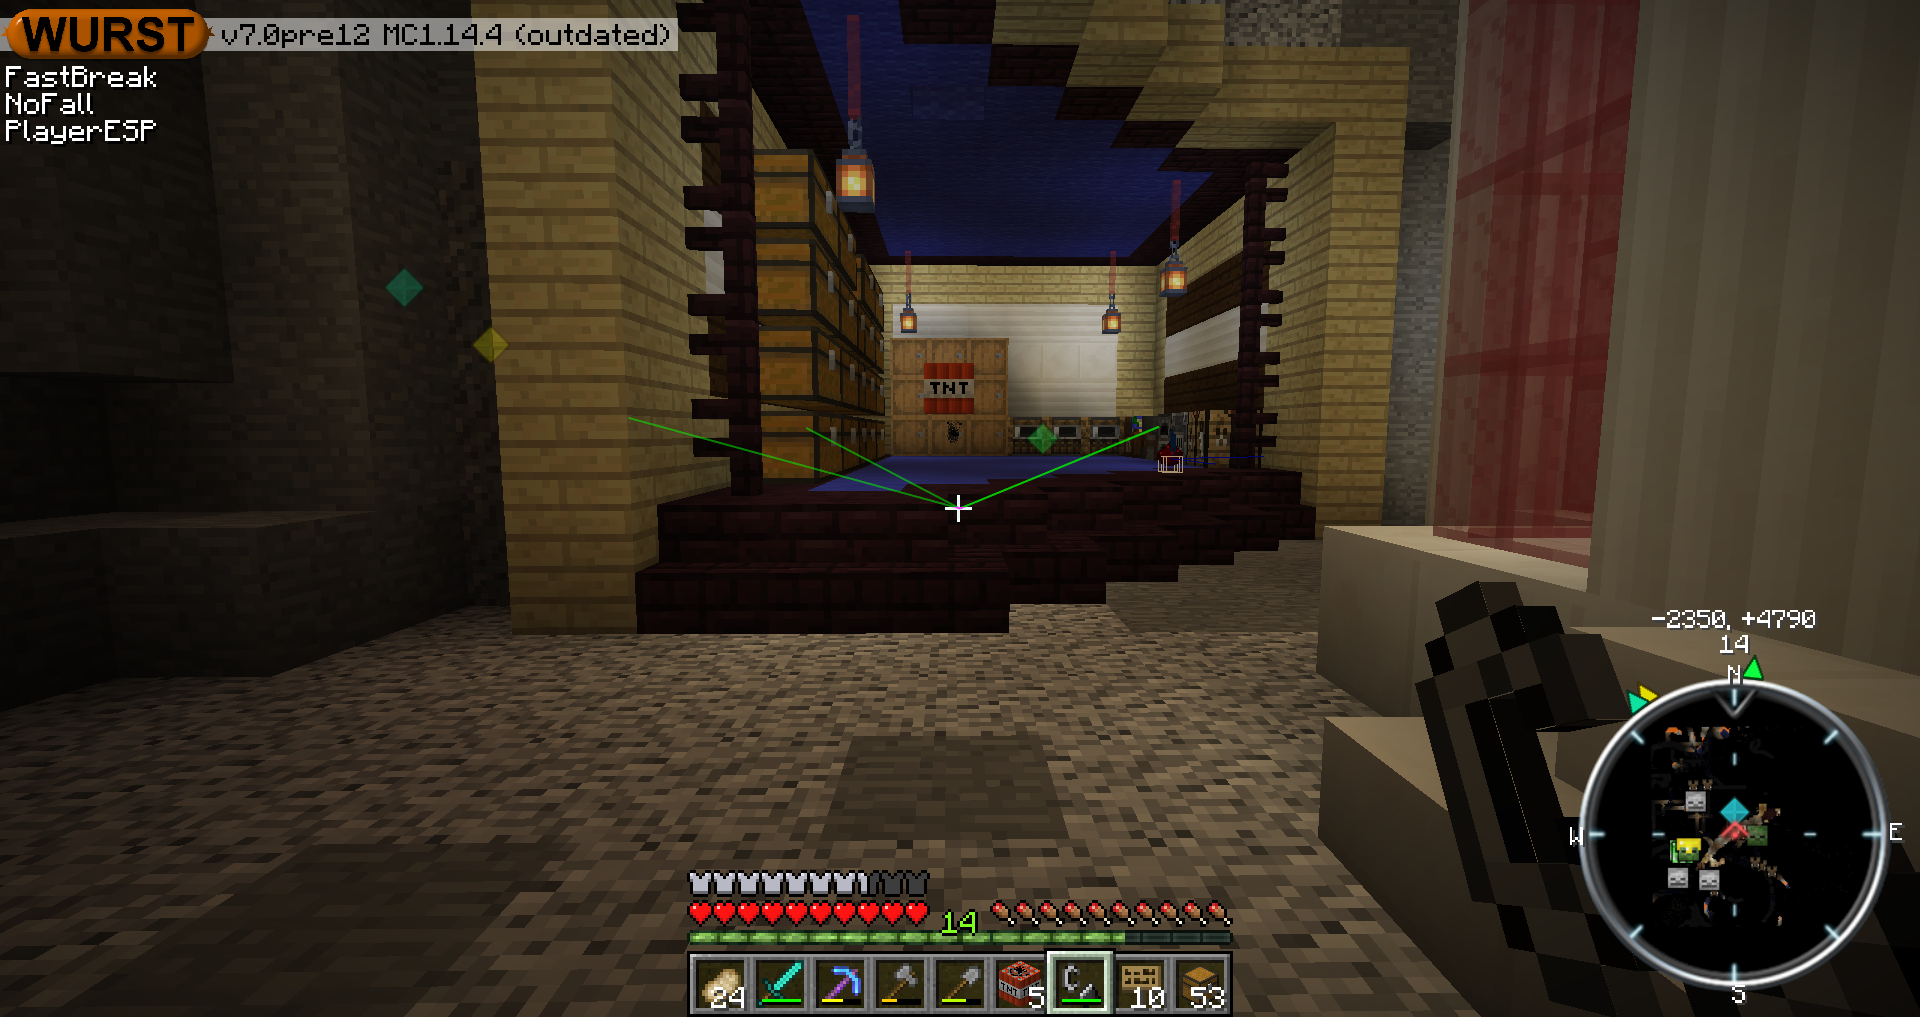 WURST v7.0pre12 MC1.14.4 (outdated)
FastBreak
NoFall
PlayerESP
TNT
-2350, +4790
14
N
W
E
S
14
24
TNT
5
10
53